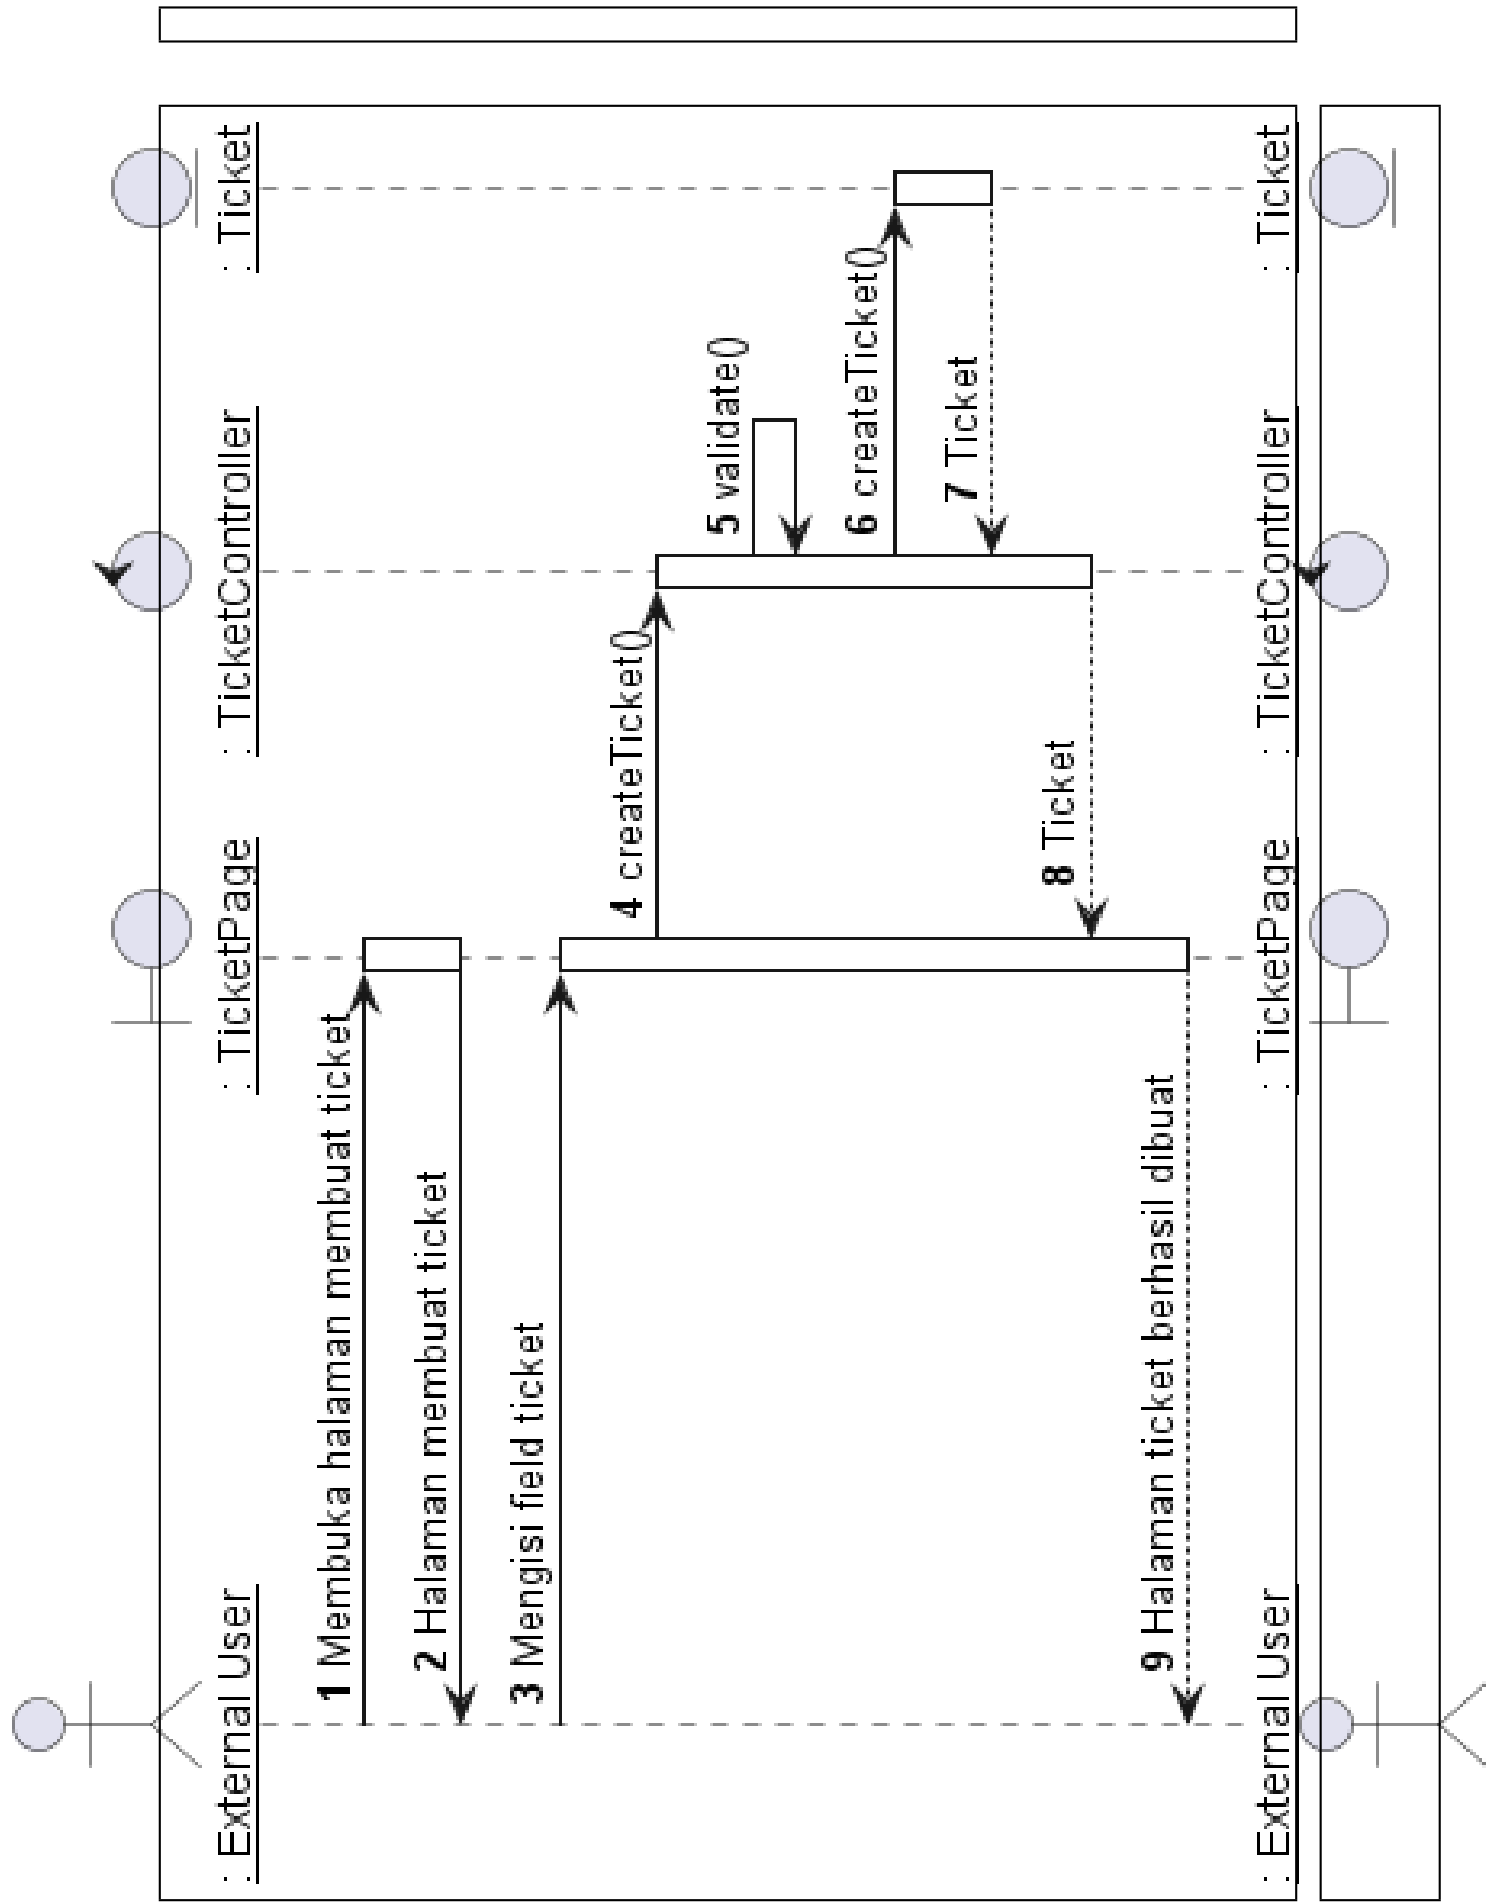 : External User
: TicketPage
: TicketController
: Ticket
1 Membuka halaman membuat ticket
2 Halaman membuat ticket
3 Mengisi field ticket
4 createTicket()
5 validate()
6 createTicket()
7 Ticket
8 Ticket
9 Halaman ticket berhasil dibuat
: External User
: TicketPage
: TicketController
: Ticket